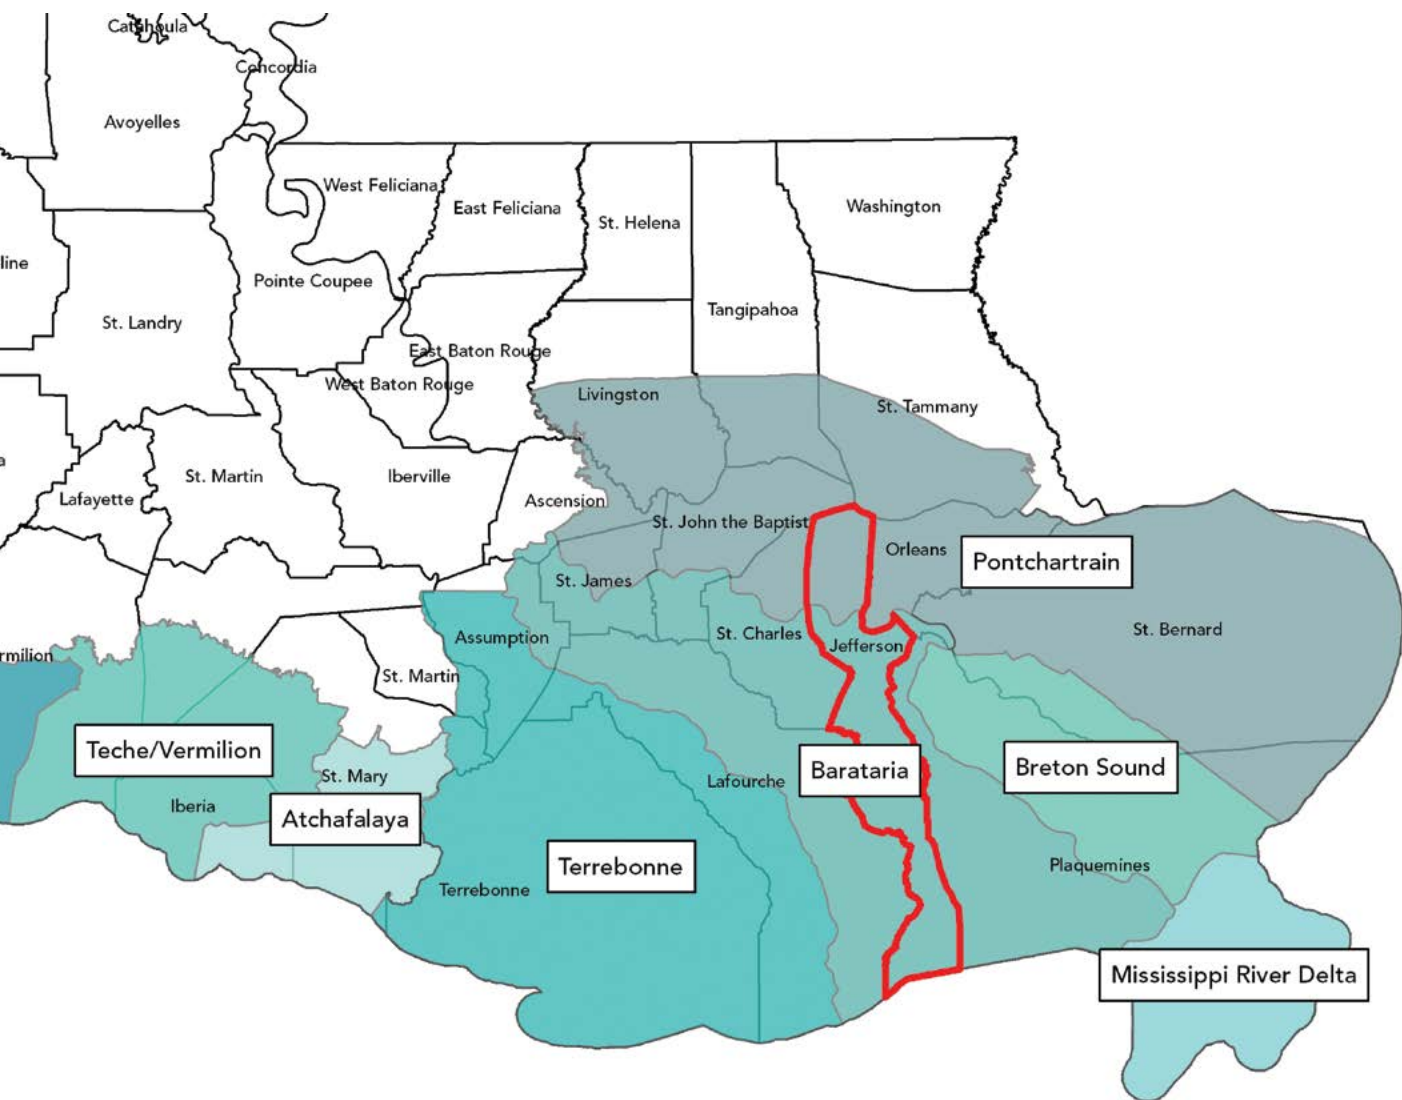 Catahoula
Concordia
Avoyelles
West Feliciana
East Feliciana
St. Helena
Washington
line
Pointe Coupee
Tangipahoa
St. Landry
East Baton Rouge
West Baton Rouge
Livingston
St. Tammany
St. Martin
Iberville
Lafayette
Ascension
a
St. John the Baptist
Orleans
Pontchartrain
St. James
St. Bernard
Assumption
St. Charles
Jefferson
rmilion
St. Martin
Teche/Vermilion
Barataria
Breton Sound
St. Mary
Lafourche
Iberia
Atchafalaya
Terrebonne
Plaquemines
Terrebonne
Mississippi River Delta